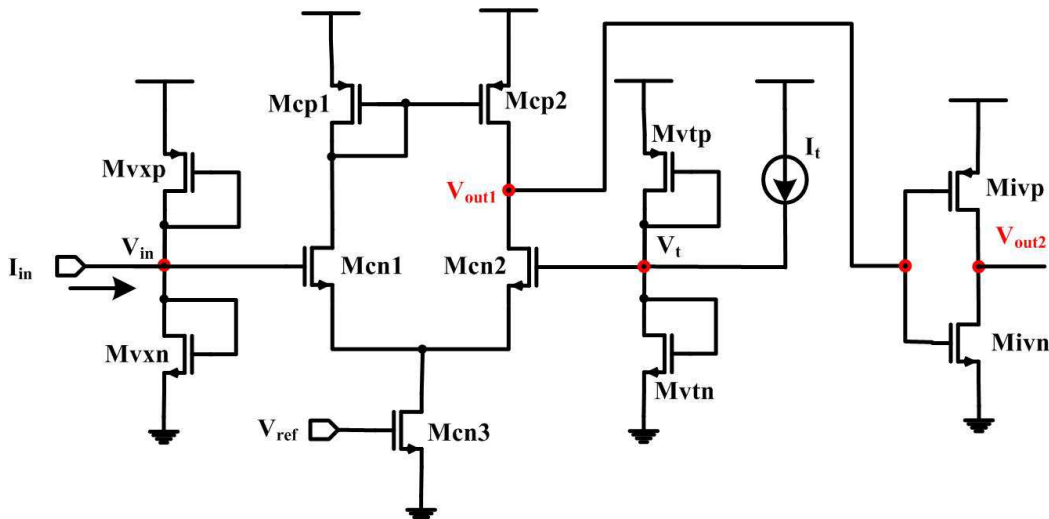 Mcp1
Mcp2
Mvxp
Mvtp
It
Mivp
Vout1
Vout2
Vin
Vt
Iin
Mcn1
Mcn2
Mvxn
Mvtn
Mivn
Vref
Mcn3